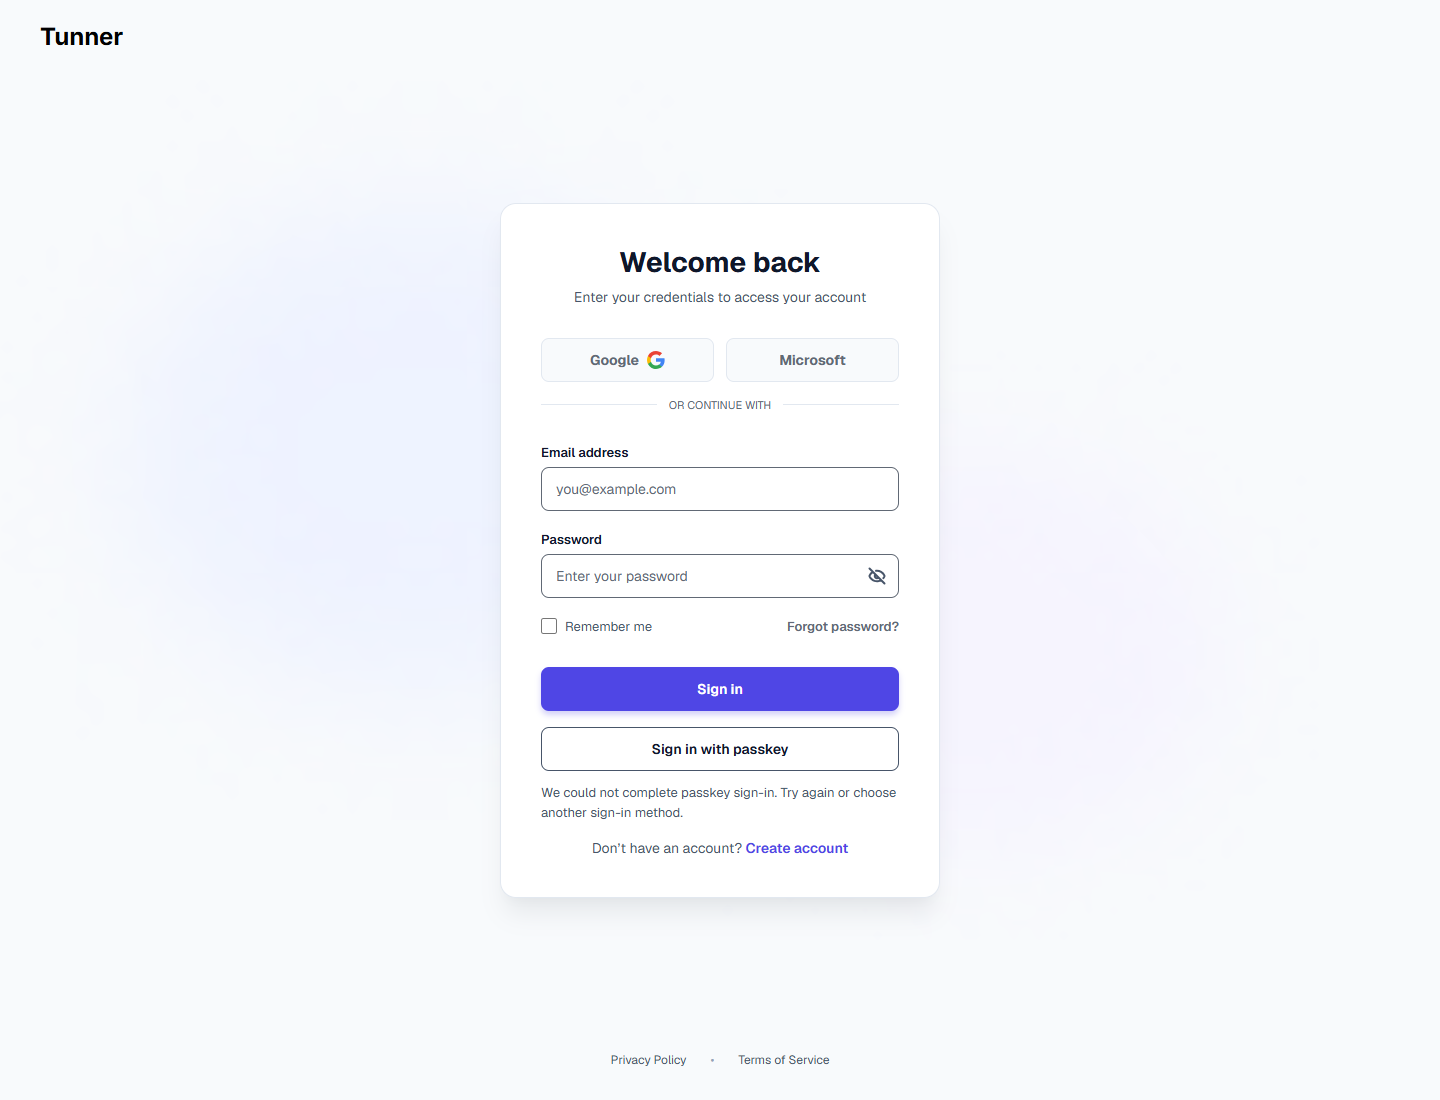 Tunner
Welcome back
Enter your credentials to access your account
Google
Microsoft
OR CONTINUE WITH
Email address
you@example.com
Password
Enter your password
Remember me
Forgot password?
Sign in
Sign in with passkey
We could not complete passkey sign-in. Try again or choose
another sign-in method.
Don't have an account? Create account
Privacy Policy • Terms of Service